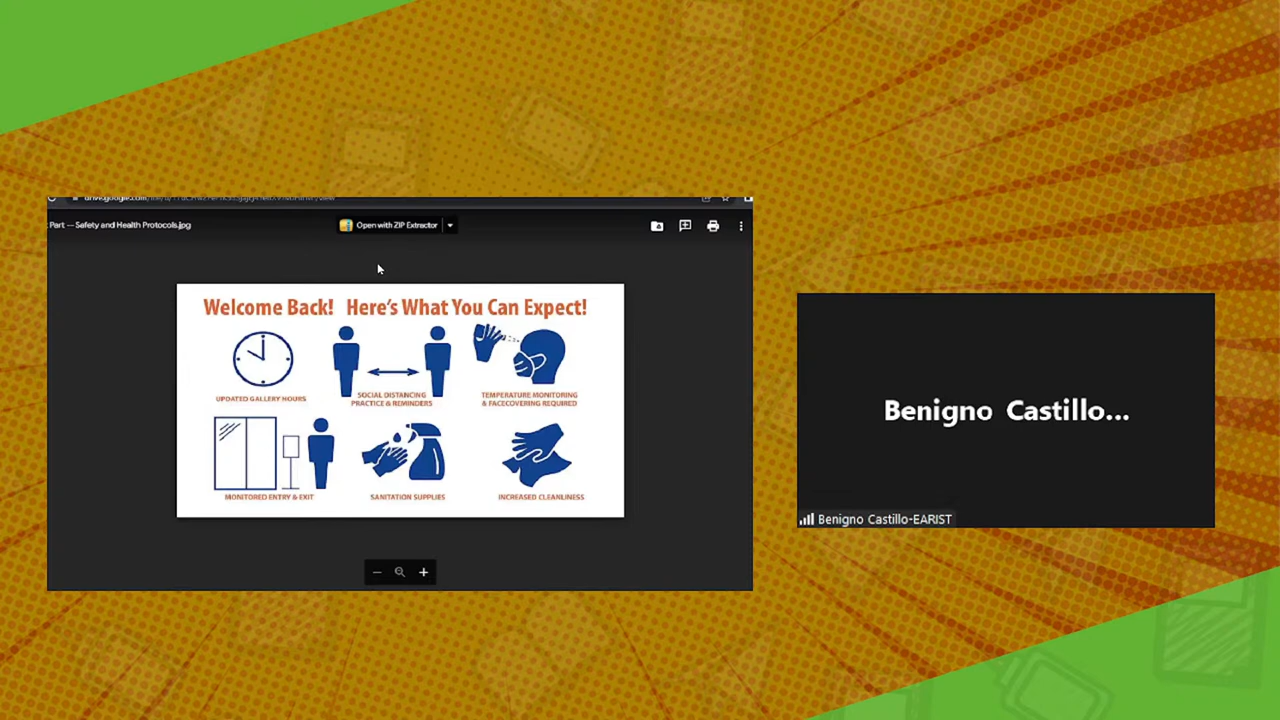 Part — Safety and Health Protocols.jpg
Open with ZIP Extractor
Welcome Back! Here's What You Can Expect!
UPDATED GALLERY HOURS
SOCIAL DISTANCING
PRACTICE & REMINDERS
TEMPERATURE MONITORING
& FACECOVERING REQUIRED
MONITORED ENTRY & EXIT
SANITATION SUPPLIES
INCREASED CLEANLINESS
Benigno Castillo...
Benigno Castillo-EARIST